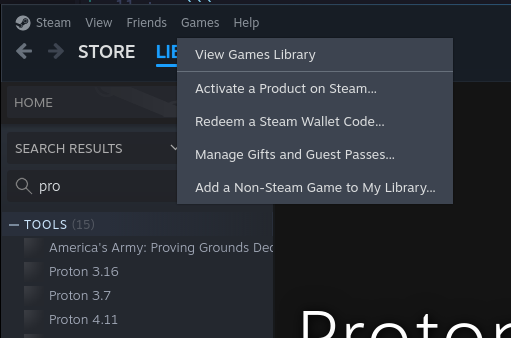 Steam View Friends Games Help
STORE
View Games Library
Activate a Product on Steam...
Redeem a Steam Wallet Code...
Manage Gifts and Guest Passes...
Add a Non-Steam Game to My Library...
HOME
SEARCH RESULTS
pro
TOOLS (15)
America's Army: Proving Grounds Ded
Proton 3.16
Proton 3.7
Proton 4.11
Proton